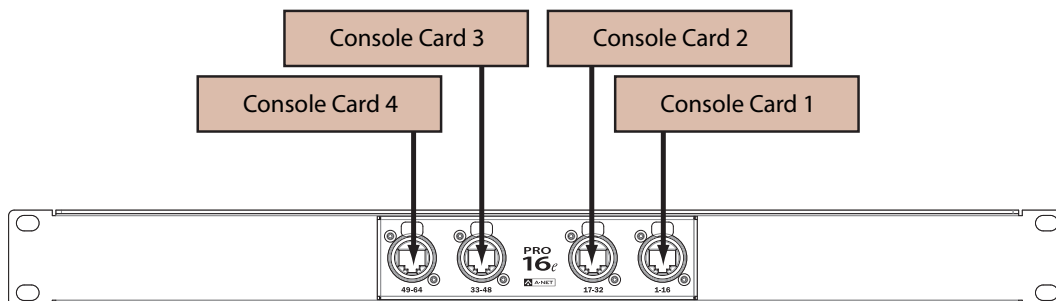 Console Card 3
Console Card 2
Console Card 4
Console Card 1
PRO
16e
A-NET
49-64
33-48
17-32
1-16